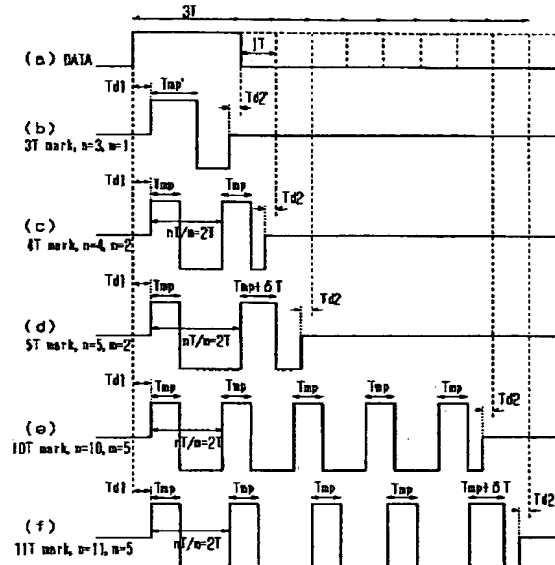 3T
1T
(a) DATA
Td1
Tmp'
Td2'
(b)
3T mark, n=3, m=1
Td1
Tmp
Tmp
Td2
(c)
nT/m=2T
4T mark, n=4, m=2
Td1
Tmp
Tmp+δT
Td2
(d)
nT/m=2T
5T mark, n=5, m=2
Td1
Tmp
Tmp
Tmp
Tmp
Tmp
Td2
(e)
nT/m=2T
10T mark, n=10, m=5
Td1
Tmp
Tmp
Tmp
Tmp
Tmp+δT
Td2
(f)
nT/m=2T
11T mark, n=11, m=5